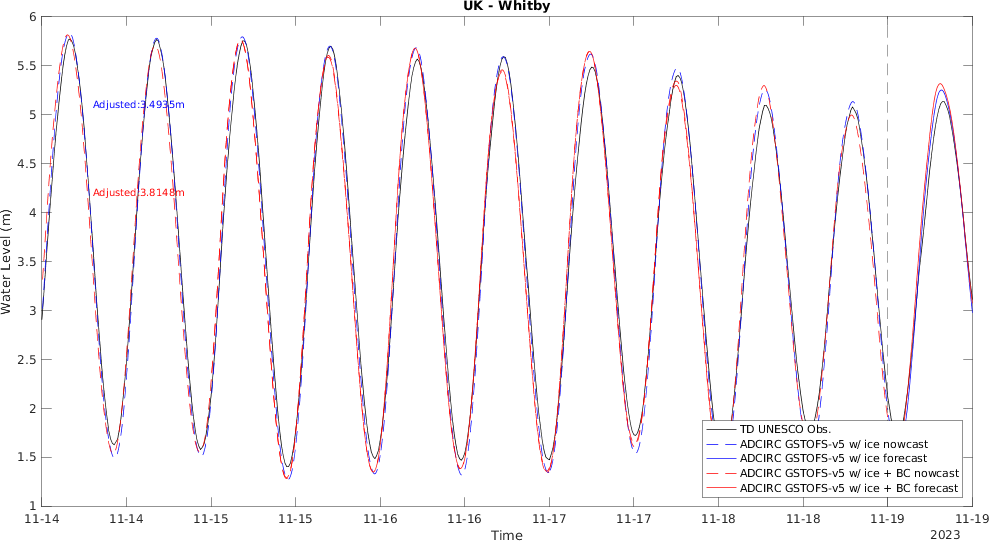 UK - Whitby
6
5.5
5
4.5
4
3.5
3
2.5
2
1.5
1
Water Level (m)
Adjusted:3.4935m
Adjusted:3.8148m
TD UNESCO Obs.
ADCIRC GSTOFS-v5 w/ ice nowcast
ADCIRC GSTOFS-v5 w/ ice forecast
ADCIRC GSTOFS-v5 w/ ice + BC nowcast
ADCIRC GSTOFS-v5 w/ ice + BC forecast
11-14 11-14 11-15 11-15 11-16 11-16 11-17 11-17 11-18 11-18 11-19 11-19
Time
2023